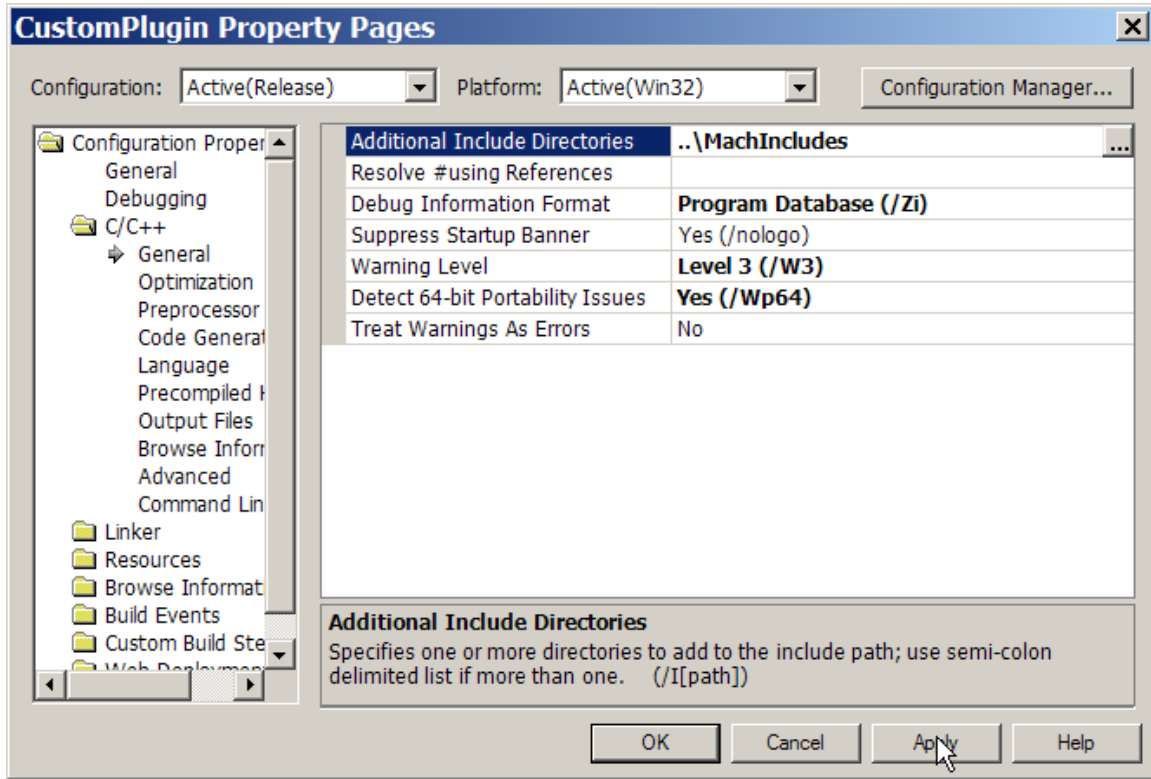 CustomPlugin Property Pages
Configuration: Active(Release) Platform: Active(Win32) Configuration Manager...
Configuration Proper
General
Debugging
C/C++
General
Optimization
Preprocessor
Code Generat
Language
Precompiled H
Output Files
Browse Inforr
Advanced
Command Lin
Linker
Resources
Browse Informat
Build Events
Custom Build Ste
Web Deploymen
Additional Include Directories ..\MachIncludes ...
Resolve #using References
Debug Information Format Program Database (/Zi)
Suppress Startup Banner Yes (/nologo)
Warning Level Level 3 (/W3)
Detect 64-bit Portability Issues Yes (/Wp64)
Treat Warnings As Errors No
Additional Include Directories
Specifies one or more directories to add to the include path; use semi-colon
delimited list if more than one. (/I[path])
OK Cancel Apply Help